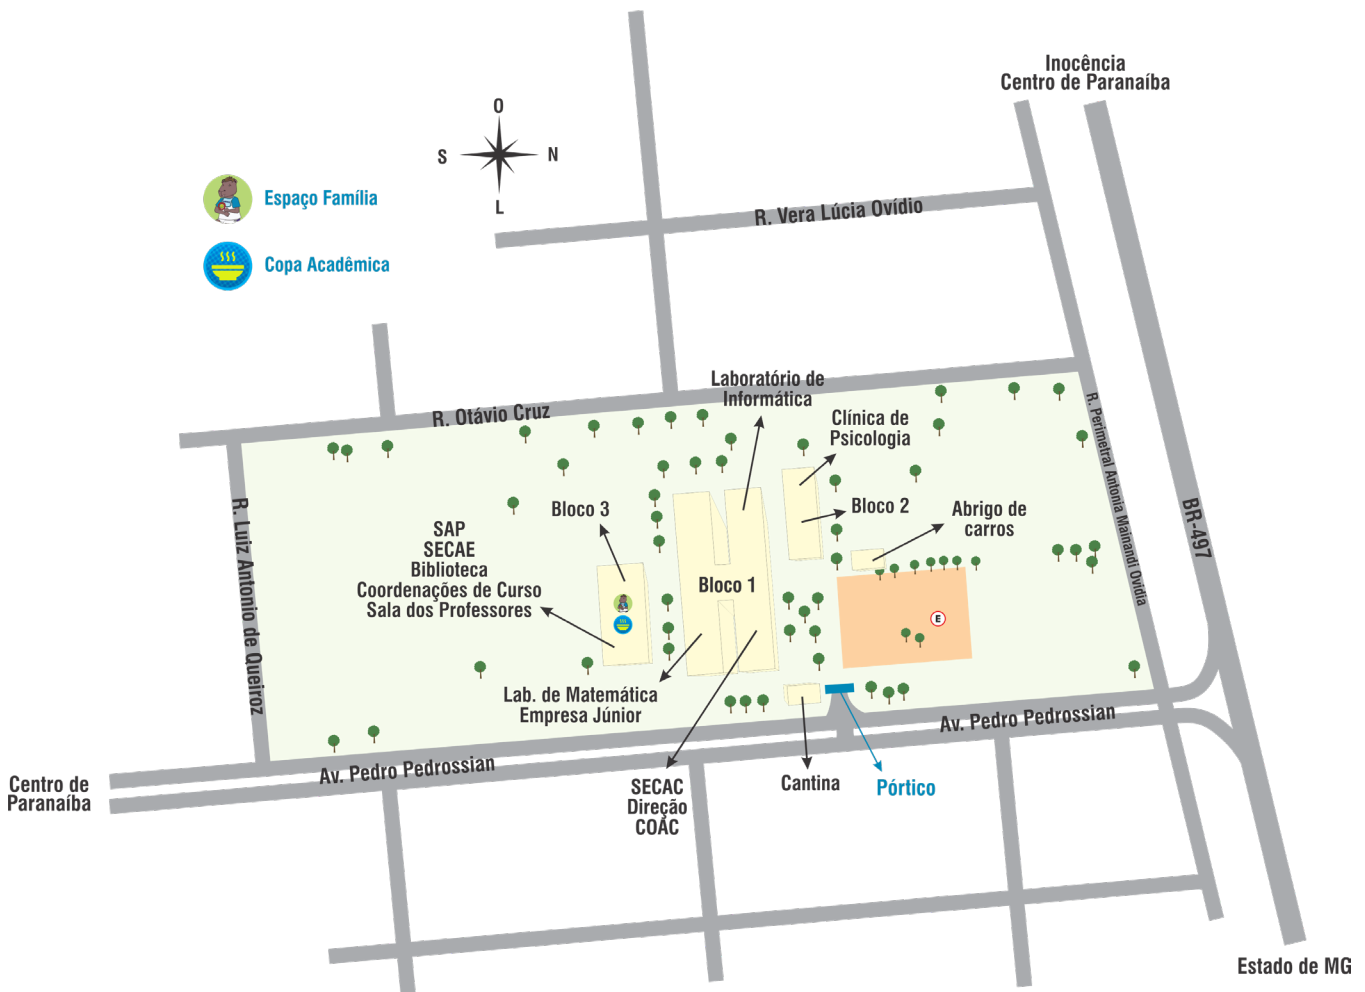 Inocência
Centro de Paranaíba
O
S
N
L
Espaço Família
Copa Acadêmica
R. Vera Lúcia Ovídio
Laboratório de
Informática
R. Otávio Cruz
Clínica de
Psicologia
R. Perimetral Antonia Mainandi Ovidia
BR-497
R. Luiz Antonio de Queiroz
Bloco 3
Bloco 2
Abrigo de
carros
SAP
SECAE
Biblioteca
Coordenações de Curso
Sala dos Professores
Bloco 1
E
Lab. de Matemática
Empresa Júnior
Av. Pedro Pedrossian
Av. Pedro Pedrossian
Centro de
Paranaíba
SECAC
Direção
COAC
Cantina
Pórtico
Estado de MG